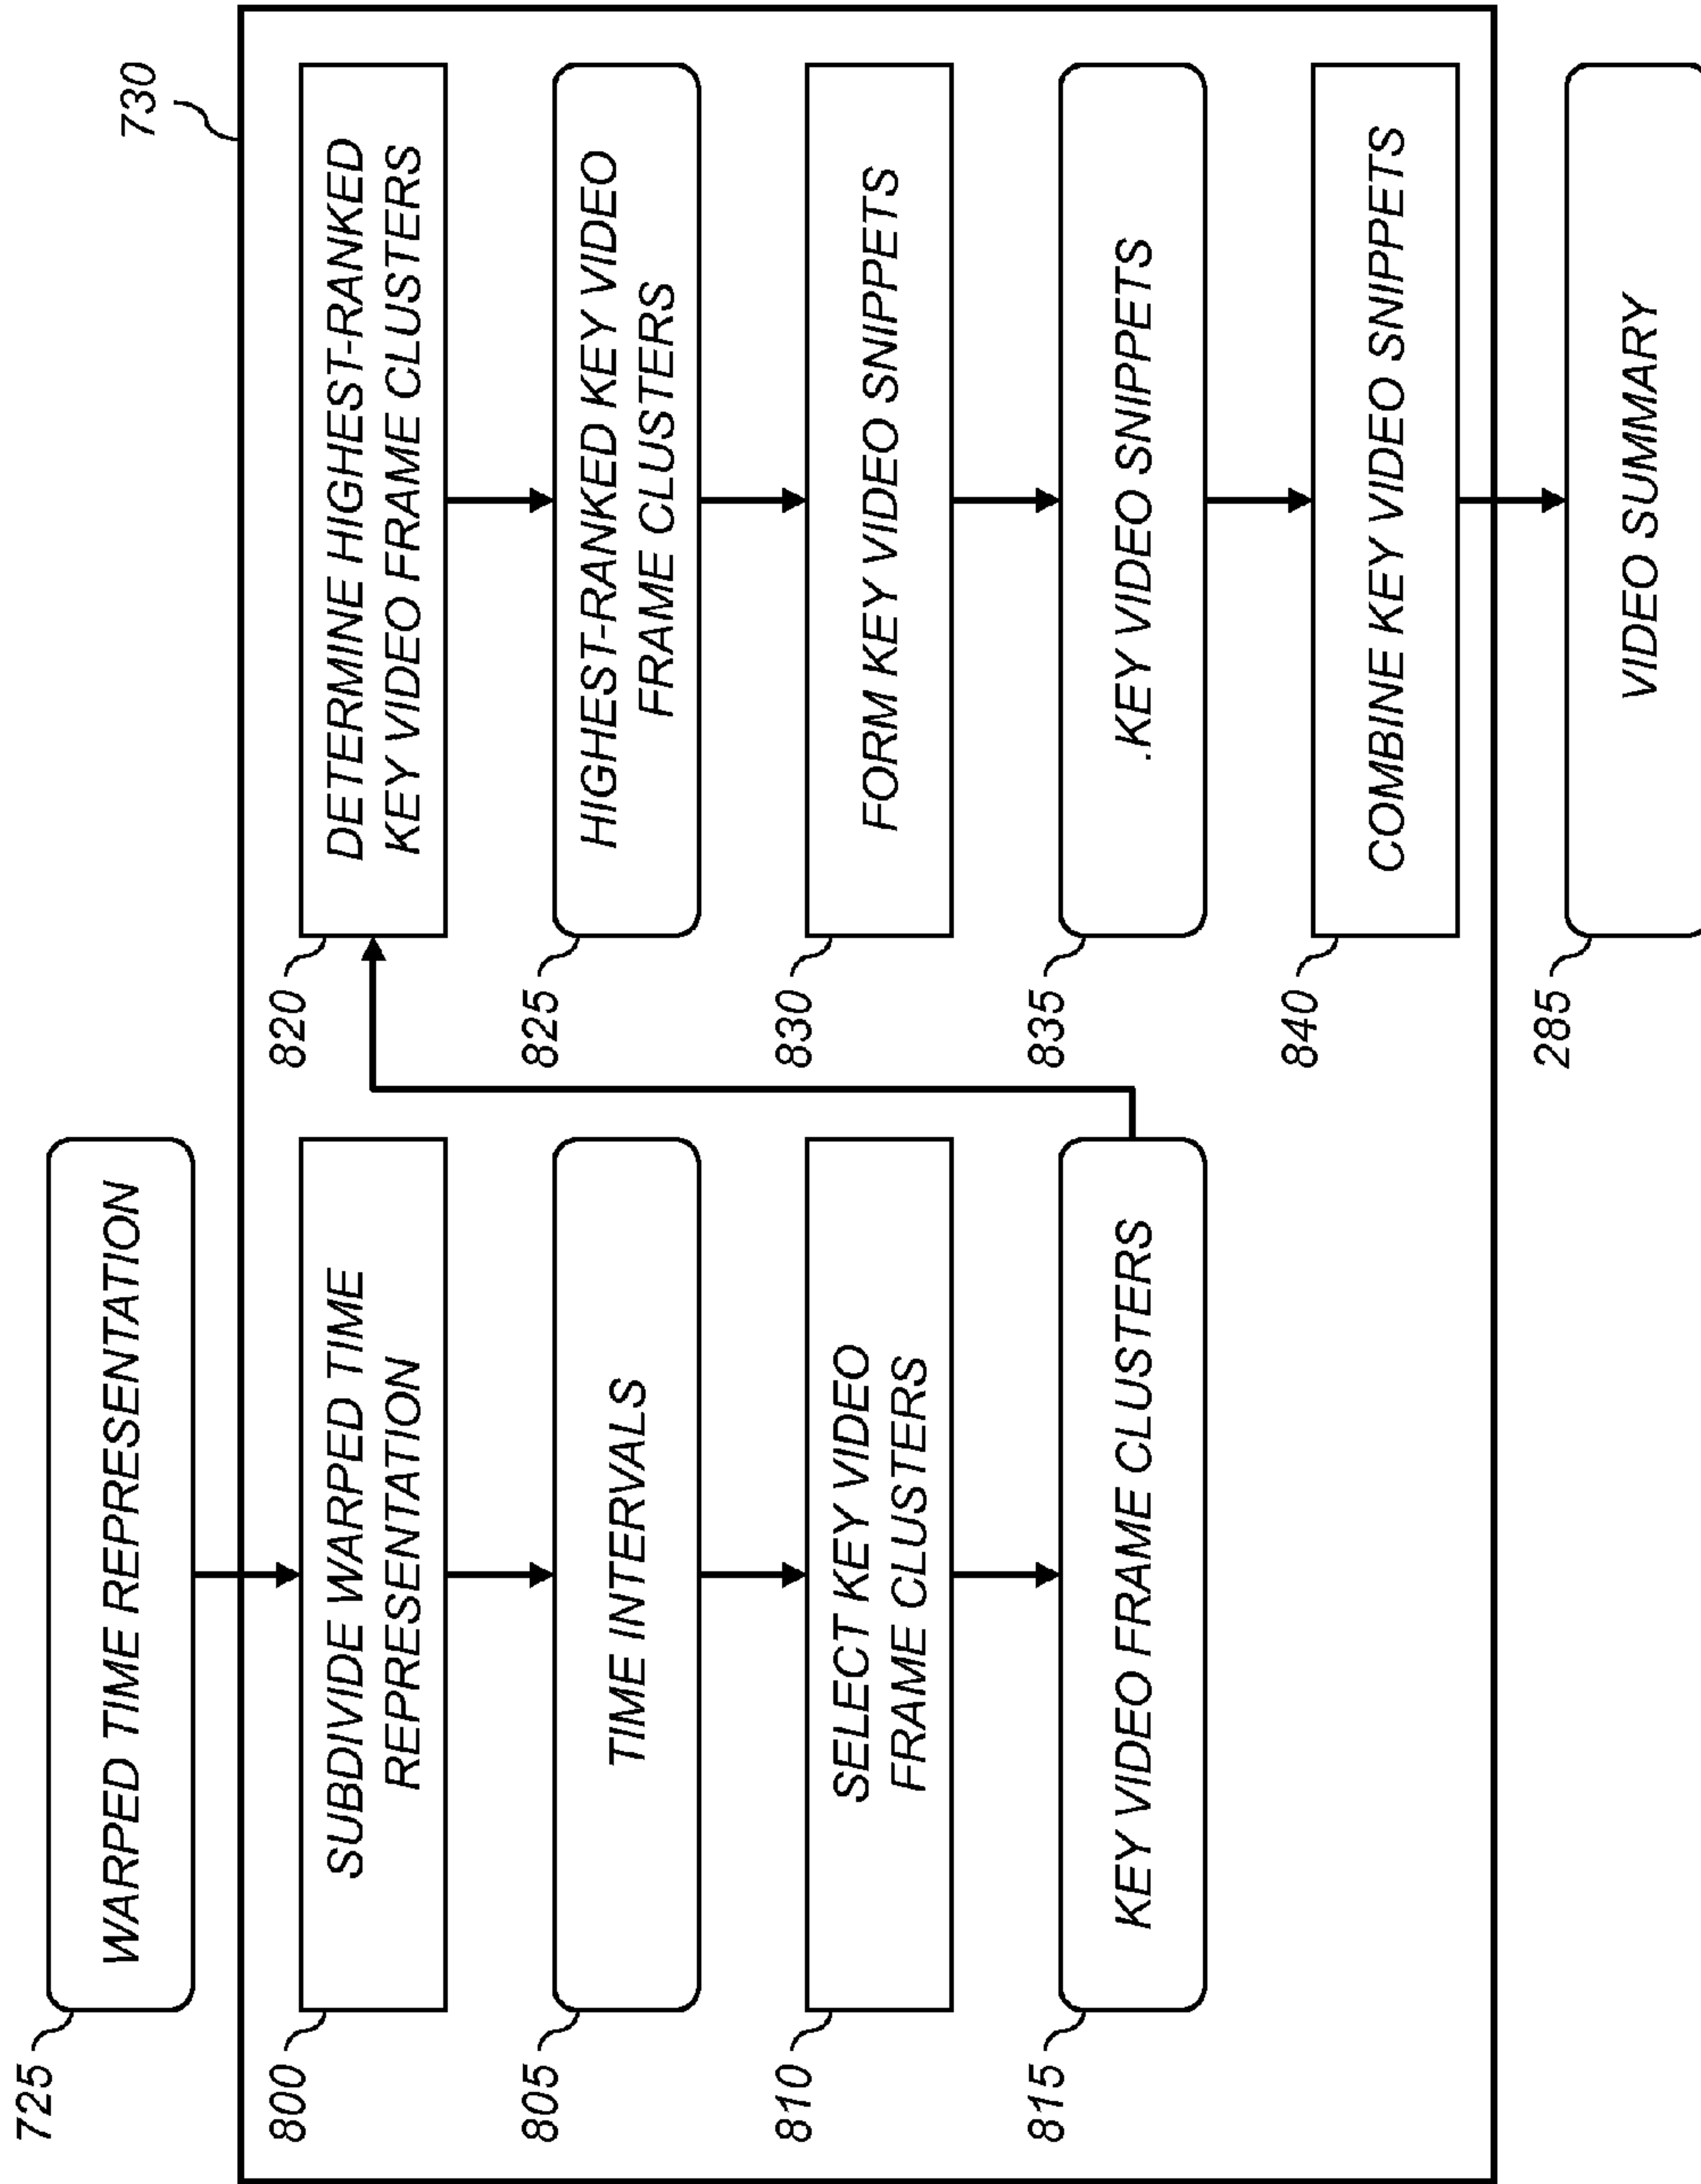 725
WARPED TIME REPRESENTATION
730
800
SUBDIVIDE WARPED TIME
REPRESENTATION
805
TIME INTERVALS
810
SELECT KEY VIDEO
FRAME CLUSTERS
815
KEY VIDEO FRAME CLUSTERS
820
DETERMINE HIGHEST-RANKED
KEY VIDEO FRAME CLUSTERS
825
HIGHEST-RANKED KEY VIDEO
FRAME CLUSTERS
830
FORM KEY VIDEO SNIPPETS
835
.KEY VIDEO SNIPPETS
840
COMBINE KEY VIDEO SNIPPETS
285
VIDEO SUMMARY